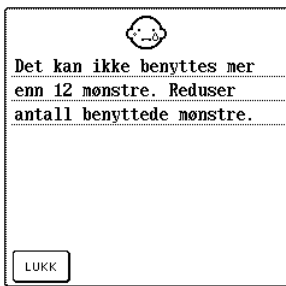 Det kan ikke benyttes mer
enn 12 mønstre. Reduser
antall benyttede mønstre.
LUKK